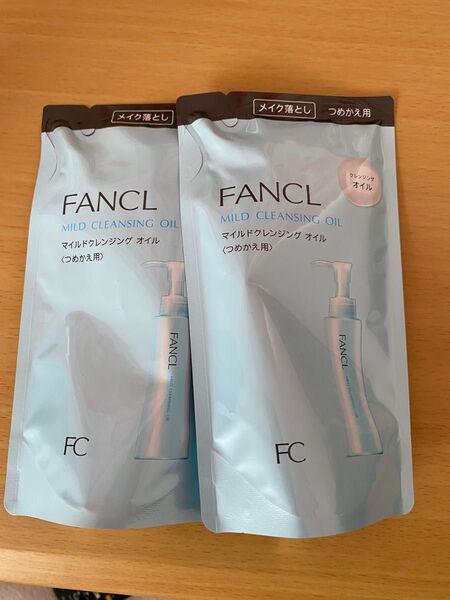 メイク落とし
FANCL
MILD CLEANSING OIL
マイルドクレンジング オイル
〈つめかえ用〉
FANCL
FC
メイク落とし つめかえ用
クレンジング
オイル
FANCL
MILD CLEANSING OIL
マイルドクレンジング オイル
〈つめかえ用〉
FANCL
FC